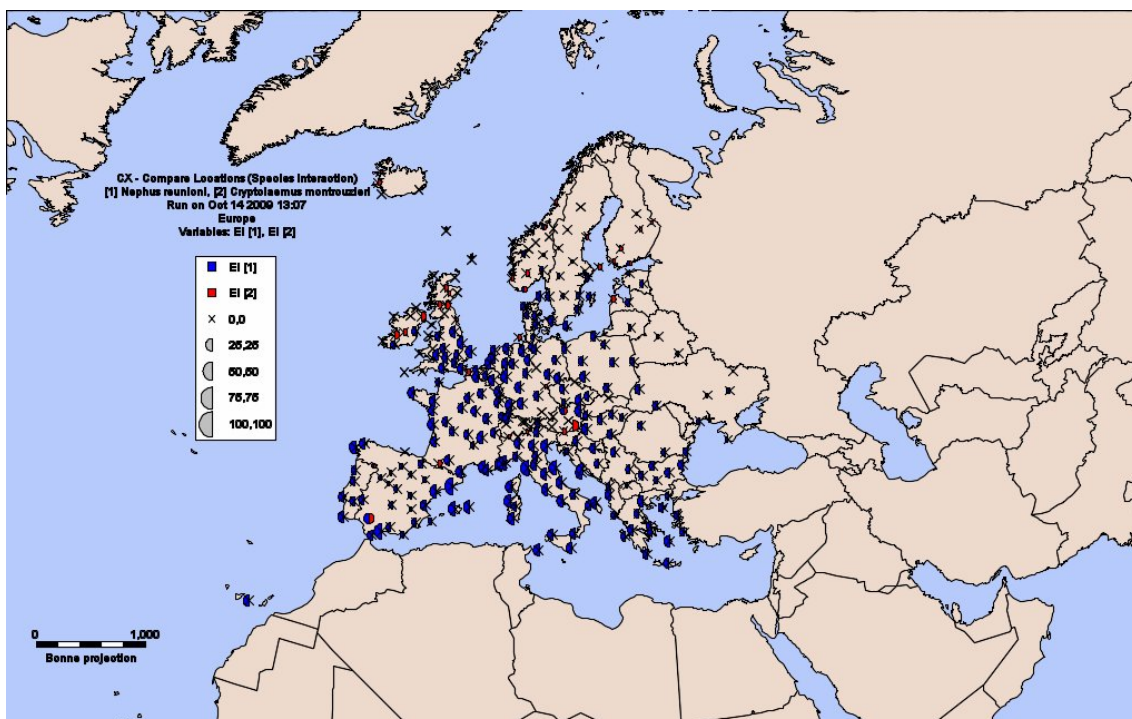 CX - Compare Locations (Species Interaction)
[1] Nephus reunioni, [2] Cryptolaemus montrouzieri
Run on Oct 14 2009 13:07
Europe
Variables: EI [1], EI [2]
EI [1]
EI [2]
0,0
25,25
50,50
75,75
100,100
0 1,000
Bonne projection